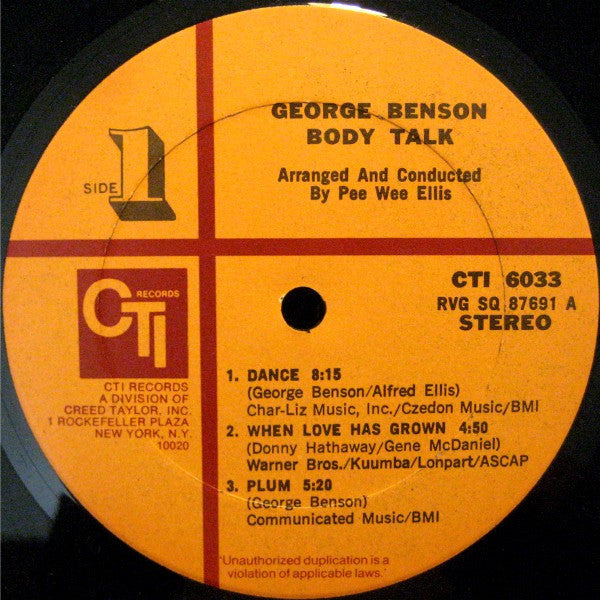 GEORGE BENSON
BODY TALK
Arranged And Conducted
By Pee Wee Ellis
SIDE 1
CTI 6033
RVG SQ 87691 A
STEREO
CTI RECORDS
CTI RECORDS
A DIVISION OF
CREED TAYLOR, INC.
1 ROCKEFELLER PLAZA
NEW YORK, N.Y.
10020
1. DANCE 8:15
(George Benson/Alfred Ellis)
Char-Liz Music, Inc./Czedon Music/BMI
2. WHEN LOVE HAS GROWN 4:50
(Donny Hathaway/Gene McDaniel)
Warner Bros./Kuumba/Lonpart/ASCAP
3. PLUM 5:20
(George Benson)
Communicated Music/BMI
'Unauthorized duplication is a
violation of applicable laws.'